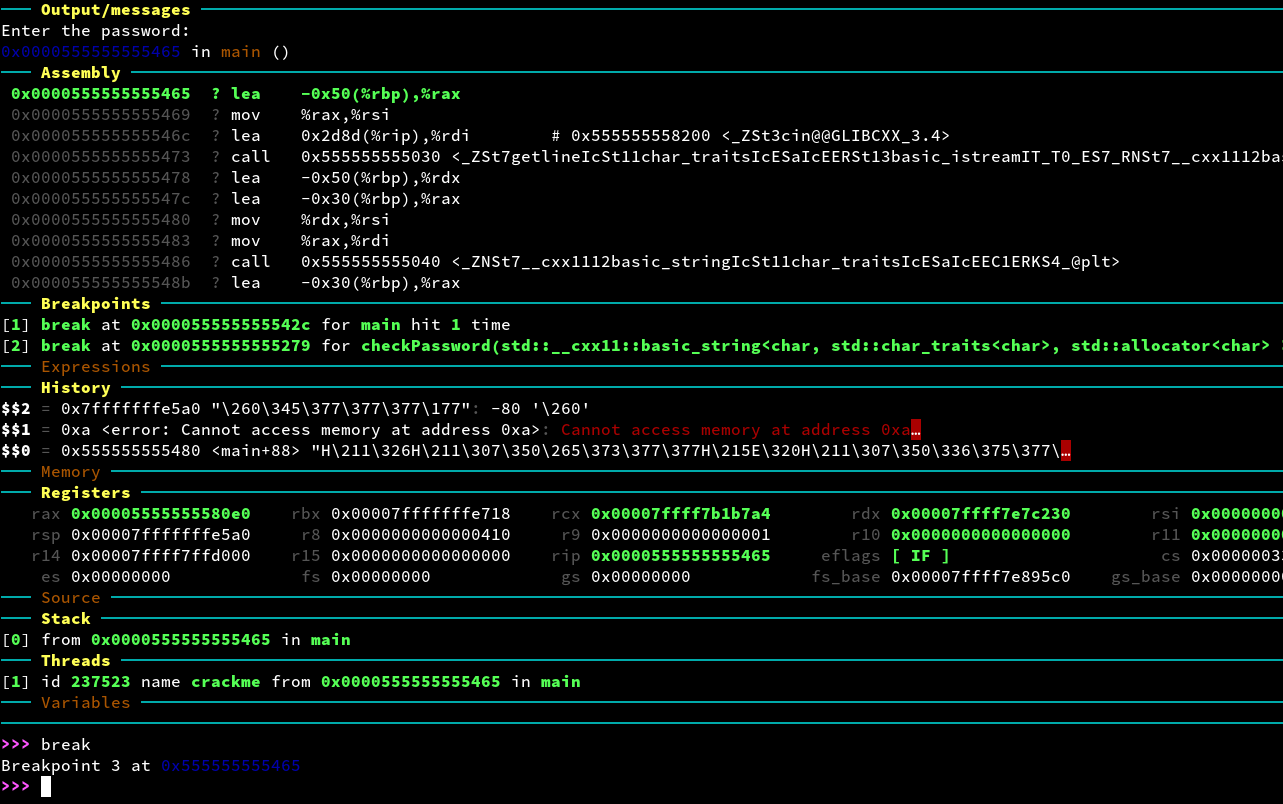 Output/messages
Enter the password:
0x0000555555555465 in main ()
Assembly
0x0000555555555465 ? lea -0x50(%rbp),%rax
0x0000555555555469 ? mov %rax,%rsi
0x000055555555546c ? lea 0x2d8d(%rip),%rdi # 0x555555558200 <_ZSt3cin@@GLIBCXX_3.4>
0x0000555555555473 ? call 0x555555555030 <_ZSt7getlineIcSt11char_traitsIcESaIcEERSt13basic_istreamIT_T0_ES7_RNSt7__cxx1112bas
0x0000555555555478 ? lea -0x50(%rbp),%rdx
0x000055555555547c ? lea -0x30(%rbp),%rax
0x0000555555555480 ? mov %rdx,%rsi
0x0000555555555483 ? mov %rax,%rdi
0x0000555555555486 ? call 0x555555555040 <_ZNSt7__cxx1112basic_stringIcSt11char_traitsIcESaIcEEC1ERKS4_@plt>
0x000055555555548b ? lea -0x30(%rbp),%rax
Breakpoints
[1] break at 0x000055555555542c for main hit 1 time
[2] break at 0x0000555555555279 for checkPassword(std::__cxx11::basic_string<char, std::char_traits<char>, std::allocator<char>
Expressions
History
$$2 = 0x7fffffffe5a0 "\260\345\377\377\377\177": -80 '\260'
$$1 = 0xa <error: Cannot access memory at address 0xa>: Cannot access memory at address 0xa…
$$0 = 0x555555555480 <main+88> "H\211\326H\211\307\350\265\373\377\377H\215E\320H\211\307\350\336\375\377\…
Memory
Registers
rax 0x00005555555580e0 rbx 0x00007fffffffe718 rcx 0x00007ffff7b1b7a4 rdx 0x00007ffff7e7c230 rsi 0x0000000
rsp 0x00007fffffffe5a0 r8 0x0000000000000410 r9 0x0000000000000001 r10 0x0000000000000000 r11 0x0000000
r14 0x00007ffff7ffd000 r15 0x0000000000000000 rip 0x0000555555555465 eflags [ IF ] cs 0x0000003
es 0x00000000 fs 0x00000000 gs 0x00000000 fs_base 0x00007ffff7e895c0 gs_base 0x0000000
Source
Stack
[0] from 0x0000555555555465 in main
Threads
[1] id 237523 name crackme from 0x0000555555555465 in main
Variables
>>> break
Breakpoint 3 at 0x555555555465
>>>